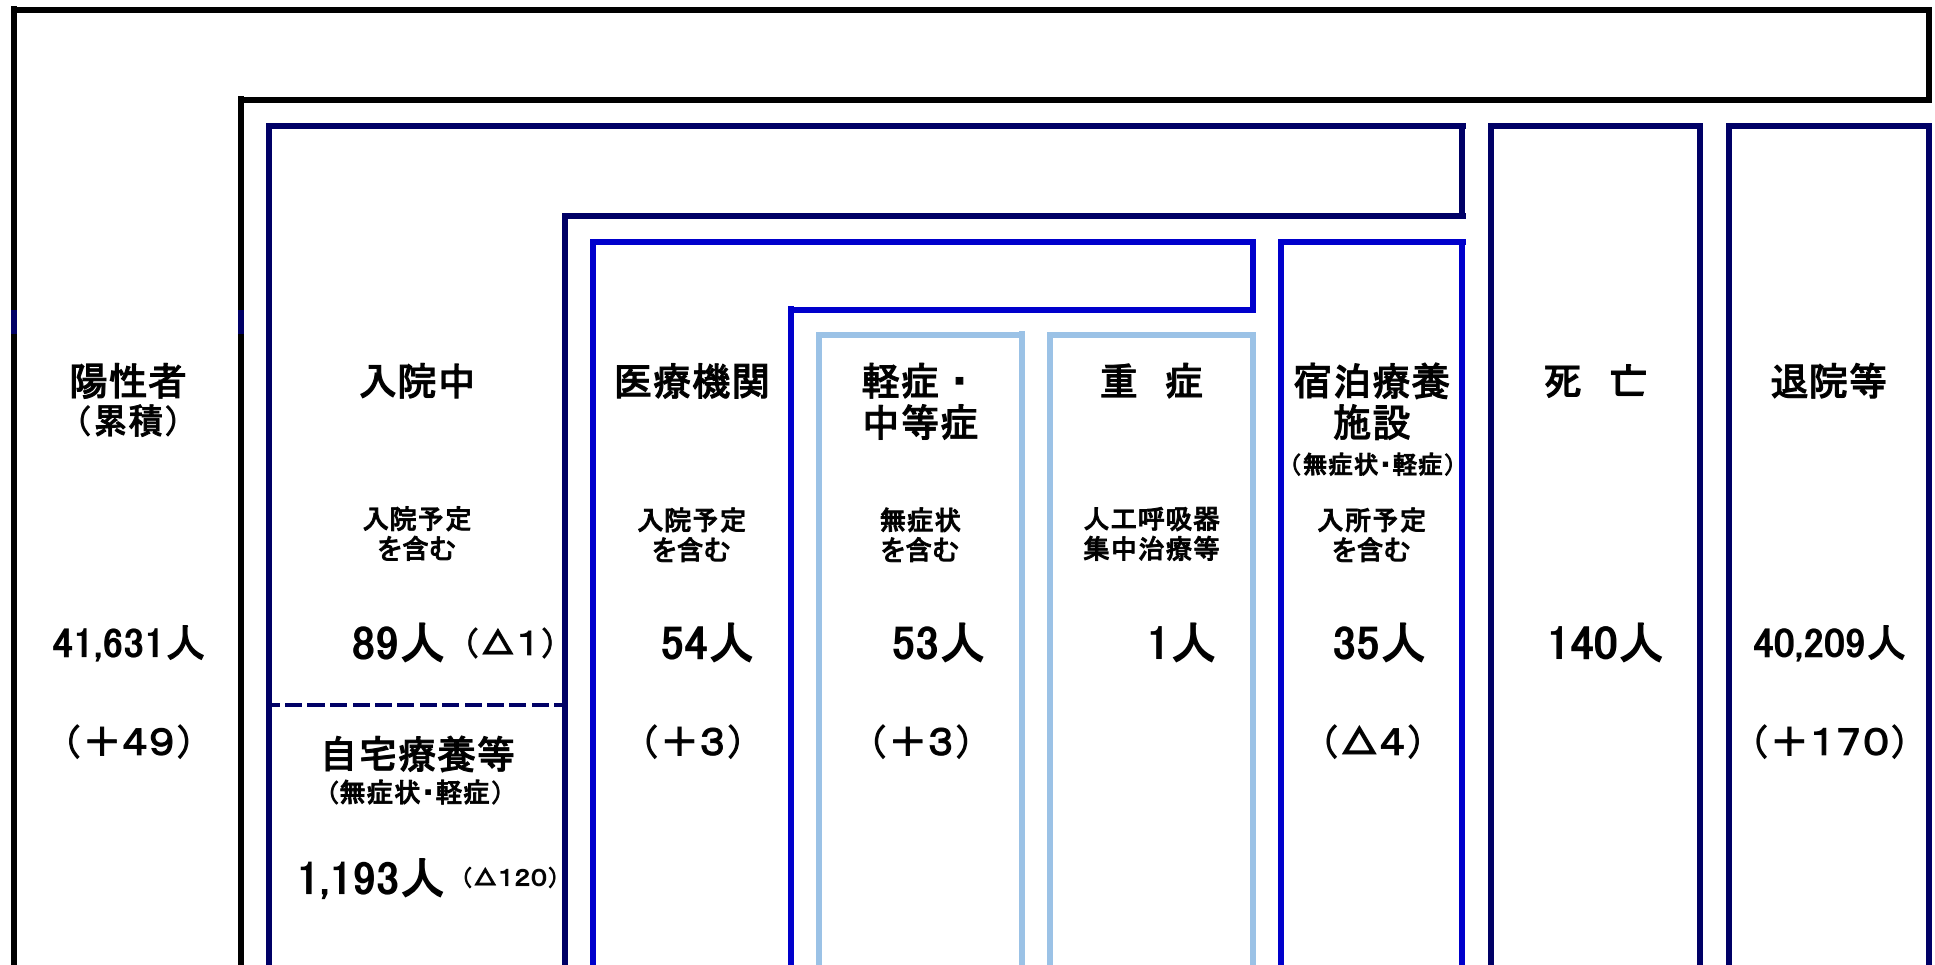 陽性者
（累積）
41,631人
（＋49）
入院中
入院予定
を含む
89人（△1）
自宅療養等
（無症状・軽症）
1,193人（△120）
医療機関
入院予定
を含む
54人
（＋3）
軽症・
中等症
無症状
を含む
53人
（＋3）
重　症
人工呼吸器
集中治療等
1人
宿泊療養
施設
（無症状・軽症）
入所予定
を含む
35人
（△4）
死　亡
140人
退院等
40,209人
（＋170）